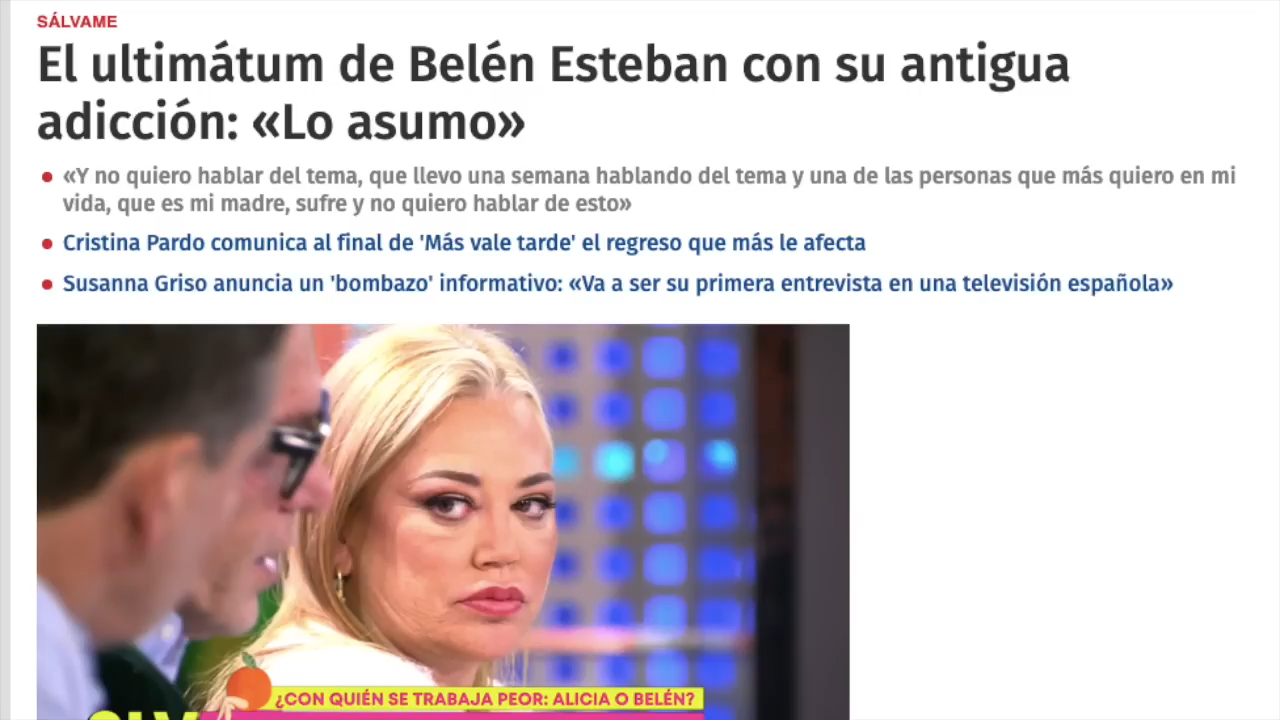 SÁLVAME
El ultimátum de Belén Esteban con su antigua
adicción: «Lo asumo»
«Y no quiero hablar del tema, que llevo una semana hablando del tema y una de las personas que más quiero en mi
vida, que es mi madre, sufre y no quiero hablar de esto»
Cristina Pardo comunica al final de 'Más vale tarde' el regreso que más le afecta
Susanna Griso anuncia un 'bombazo' informativo: «Va a ser su primera entrevista en una televisión española»
¿CON QUIÉN SE TRABAJA PEOR: ALICIA O BELÉN?